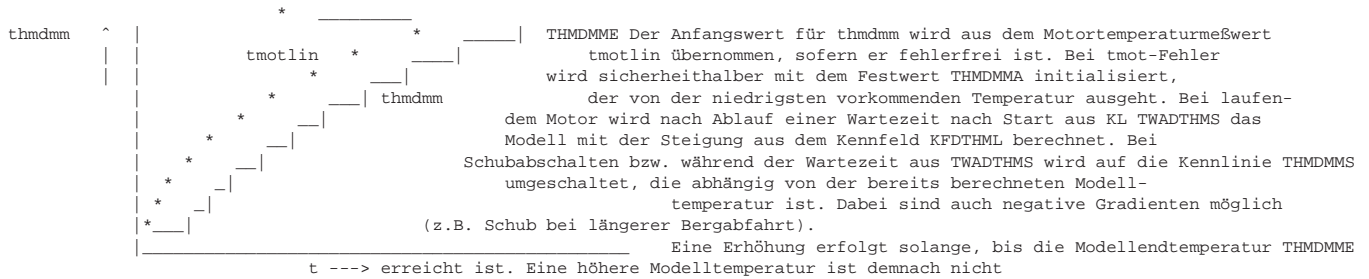 thmdmm ^ THMDMME Der Anfangswert für thmdmm wird aus dem Motortemperaturmeßwert
tmotlin tmotlin übernommen, sofern er fehlerfrei ist. Bei tmot-Fehler
wird sicherheithalber mit dem Festwert THMDMMA initialisiert,
thmdmm der von der niedrigsten vorkommenden Temperatur ausgeht. Bei laufen-
dem Motor wird nach Ablauf einer Wartezeit nach Start aus KL TWADTHMS das
Modell mit der Steigung aus dem Kennfeld KFDTHML berechnet. Bei
Schubabschalten bzw. während der Wartezeit aus TWADTHMS wird auf die Kennlinie THMDMMS
umgeschaltet, die abhängig von der bereits berechneten Modell-
temperatur ist. Dabei sind auch negative Gradienten möglich
(z.B. Schub bei längerer Bergabfahrt).
Eine Erhöhung erfolgt solange, bis die Modellendtemperatur THMDMME
t ---> erreicht ist. Eine höhere Modelltemperatur ist demnach nicht